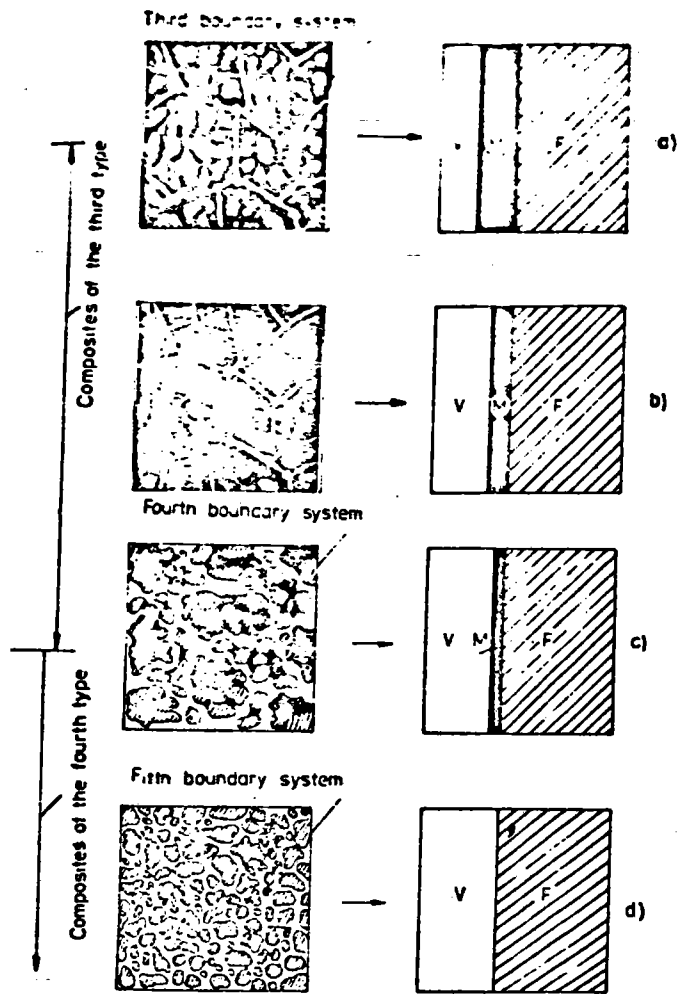 Third boundary system
F
a)
Composites of the third type
V M F
b)
Fourth boundary system
V M F
c)
Composites of the fourth type
Fifth boundary system
V F
d)